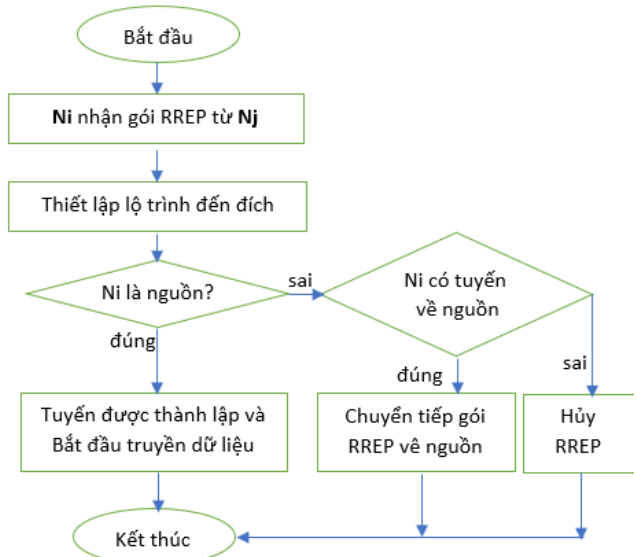 Bắt đầu
Ni nhận gói RREP từ Nj
Thiết lập lộ trình đến đích
Ni là nguồn?
sai
Ni có tuyến
về nguồn
đúng
đúng
sai
Tuyến được thành lập và
Bắt đầu truyền dữ liệu
Chuyển tiếp gói
RREP vê nguồn
Hủy
RREP
Kết thúc